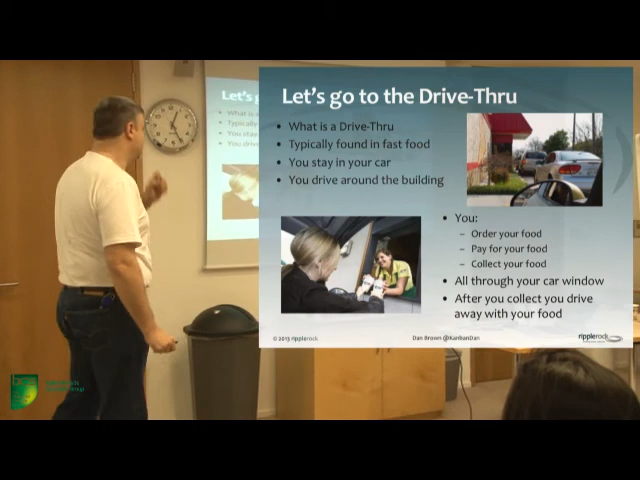 Let's g
What is a
Typically
You stay
You drive
Let's go to the Drive-Thru
• What is a Drive-Thru
• Typically found in fast food
• You stay in your car
• You drive around the building
• You:
– Order your food
– Pay for your food
– Collect your food
• All through your car window
• After you collect you drive
away with your food
© 2013 ripplerock
Dan Brown @KanbanDan
ripplerock